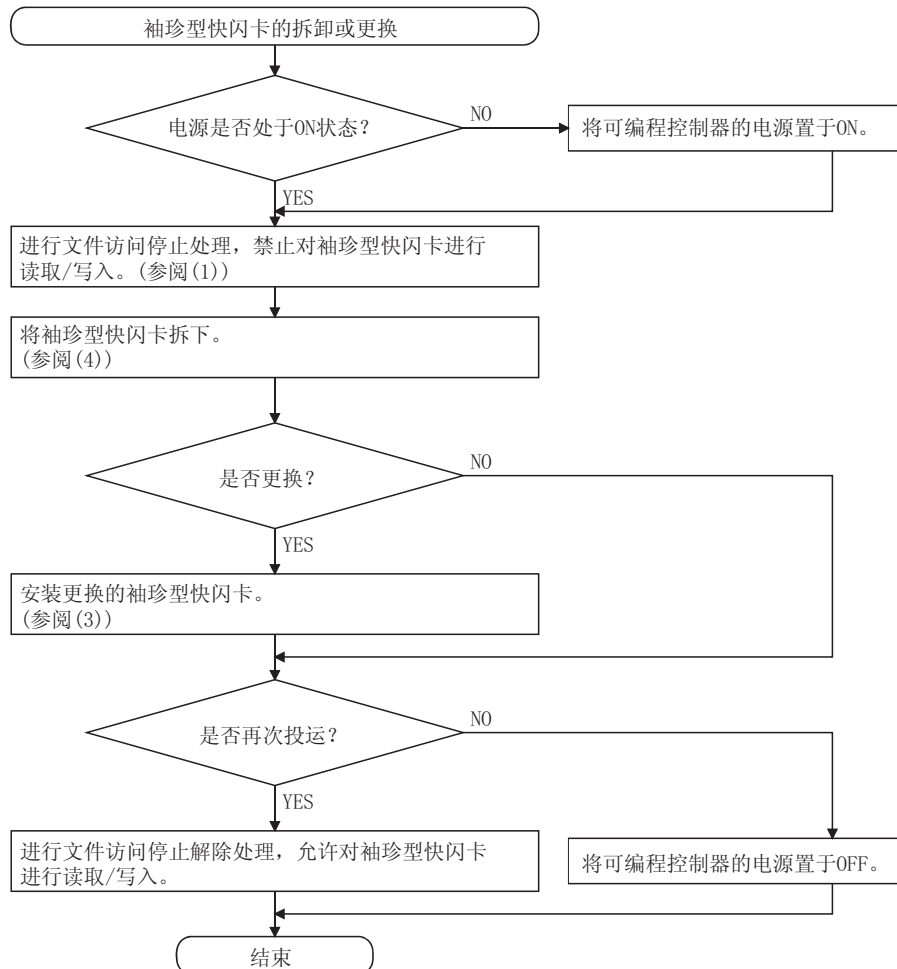 袖珍型快闪卡的拆卸或更换
电源是否处于ON状态？
NO
将可编程控制器的电源置于ON。
YES
进行文件访问停止处理，禁止对袖珍型快闪卡进行
读取/写入。(参阅(1))
将袖珍型快闪卡拆下。
(参阅(4))
是否更换？
NO
YES
安装更换的袖珍型快闪卡。
(参阅(3))
是否再次投运？
NO
YES
进行文件访问停止解除处理，允许对袖珍型快闪卡
进行读取/写入。
将可编程控制器的电源置于OFF。
结束